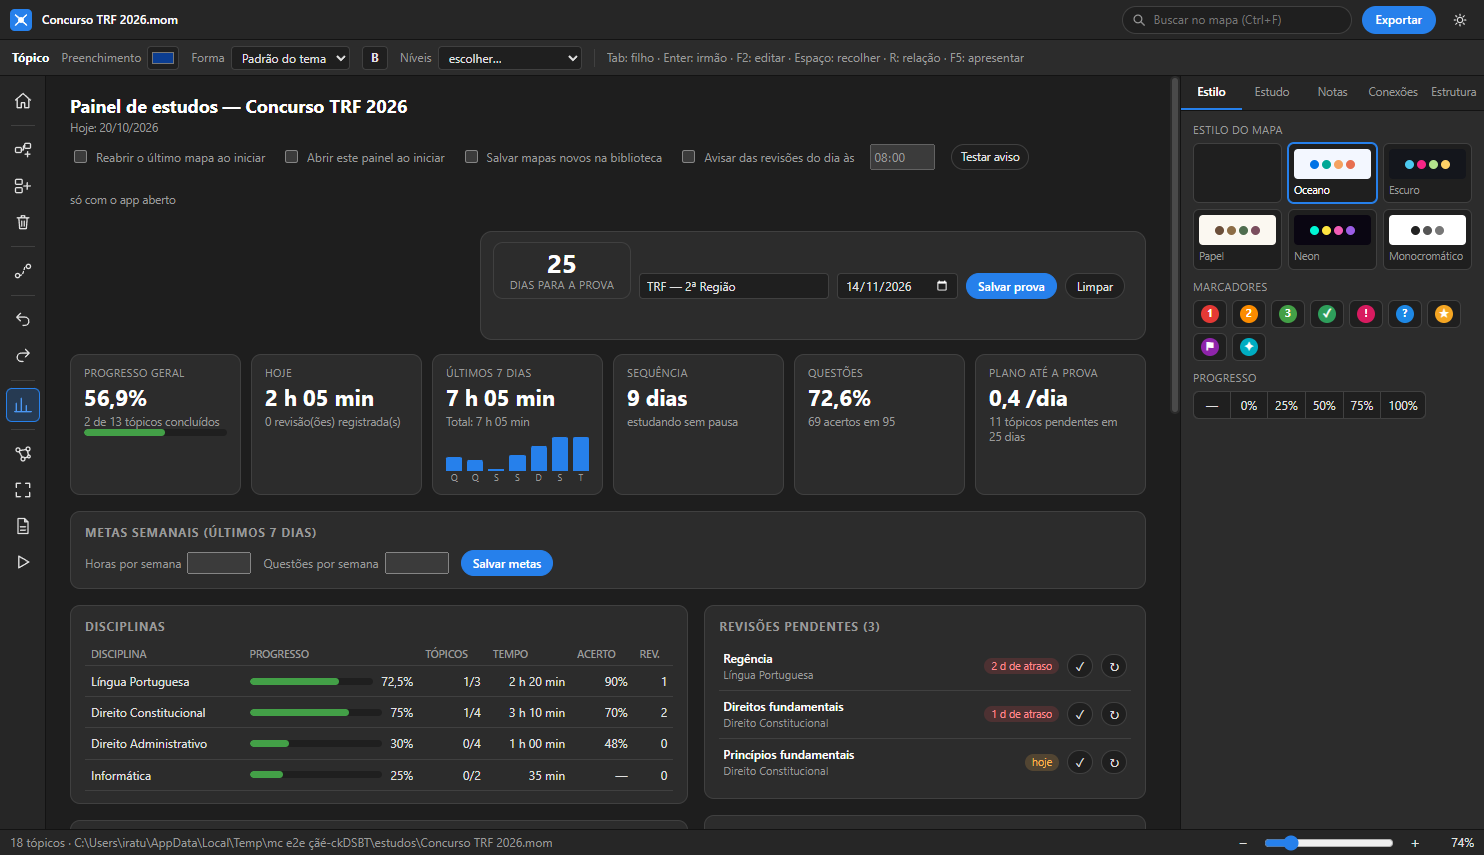 Concurso TRF 2026.mom
Buscar no mapa (Ctrl+F)
Exportar
Tópico Preenchimento Forma Padrão do tema B Níveis escolher... Tab: filho · Enter: irmão · F2: editar · Espaço: recolher · R: relação · F5: apresentar
Painel de estudos — Concurso TRF 2026
Hoje: 20/10/2026
Reabrir o último mapa ao iniciar Abrir este painel ao iniciar Salvar mapas novos na biblioteca Avisar das revisões do dia às 08:00 Testar aviso
só com o app aberto
25
DIAS PARA A PROVA
TRF — 2ª Região 14/11/2026 Salvar prova Limpar
PROGRESSO GERAL
56,9%
2 de 13 tópicos concluídos
HOJE
2 h 05 min
0 revisão(ões) registrada(s)
ÚLTIMOS 7 DIAS
7 h 05 min
Total: 7 h 05 min
Q Q S S D S T
SEQUÊNCIA
9 dias
estudando sem pausa
QUESTÕES
72,6%
69 acertos em 95
PLANO ATÉ A PROVA
0,4 /dia
11 tópicos pendentes em
25 dias
METAS SEMANAIS (ÚLTIMOS 7 DIAS)
Horas por semana Questões por semana Salvar metas
DISCIPLINAS
DISCIPLINA PROGRESSO TÓPICOS TEMPO ACERTO REV.
Língua Portuguesa 72,5% 1/3 2 h 20 min 90% 1
Direito Constitucional 75% 1/4 3 h 10 min 70% 2
Direito Administrativo 30% 0/4 1 h 00 min 48% 0
Informática 25% 0/2 35 min — 0
REVISÕES PENDENTES (3)
Regência
Língua Portuguesa
2 d de atraso ✓ ↻
Direitos fundamentais
Direito Constitucional
1 d de atraso ✓ ↻
Princípios fundamentais
Direito Constitucional
hoje ✓ ↻
Estilo Estudo Notas Conexões Estrutura
ESTILO DO MAPA
Oceano Escuro
Papel Neon Monocromático
MARCADORES
1 2 3 ✓ ! ? ★
PROGRESSO
— 0% 25% 50% 75% 100%
18 tópicos · C:\Users\iratu\AppData\Local\Temp\mc e2e çãé-ckDSBT\estudos\Concurso TRF 2026.mom
− + 74%